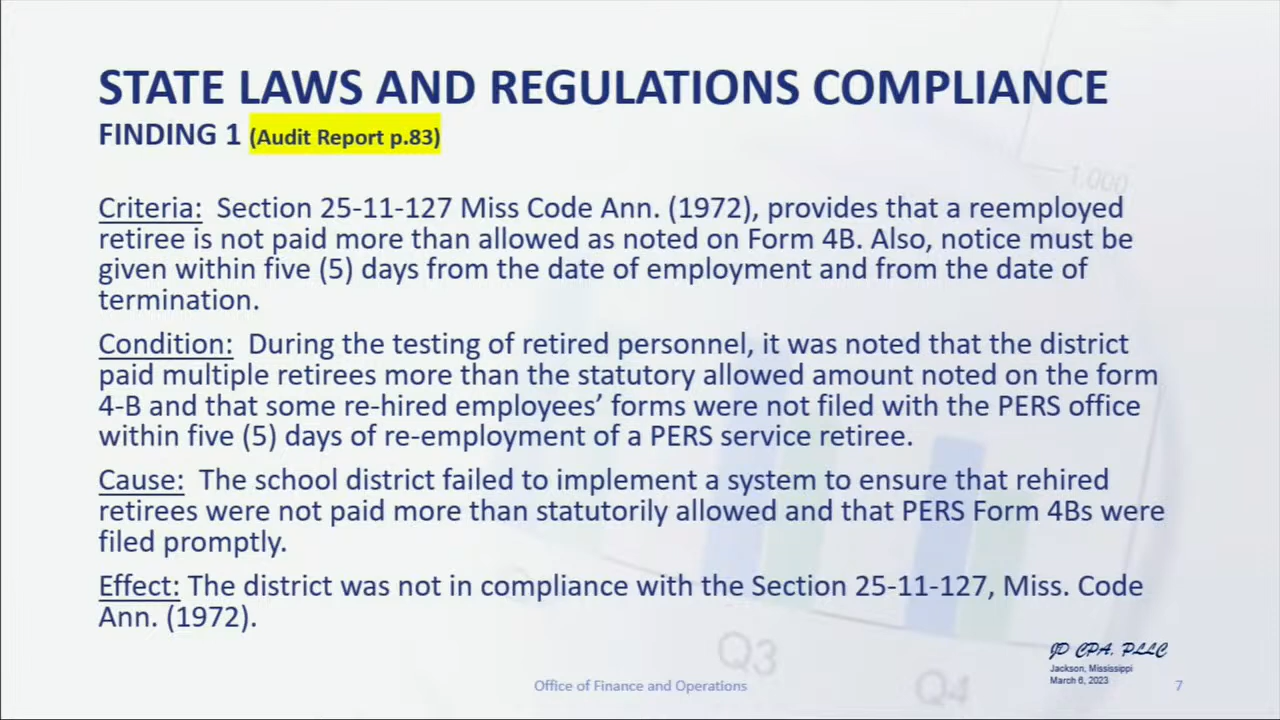 STATE LAWS AND REGULATIONS COMPLIANCE
FINDING 1 (Audit Report p.83)
Criteria: Section 25-11-127 Miss Code Ann. (1972), provides that a reemployed
retiree is not paid more than allowed as noted on Form 4B. Also, notice must be
given within five (5) days from the date of employment and from the date of
termination.
Condition: During the testing of retired personnel, it was noted that the district
paid multiple retirees more than the statutory allowed amount noted on the form
4-B and that some re-hired employees’ forms were not filed with the PERS office
within five (5) days of re-employment of a PERS service retiree.
Cause: The school district failed to implement a system to ensure that rehired
retirees were not paid more than statutorily allowed and that PERS Form 4Bs were
filed promptly.
Effect: The district was not in compliance with the Section 25-11-127, Miss. Code
Ann. (1972).
1,000
Q3
Q4
JD CPA, PLLC
Jackson, Mississippi
March 6, 2023
Office of Finance and Operations
7